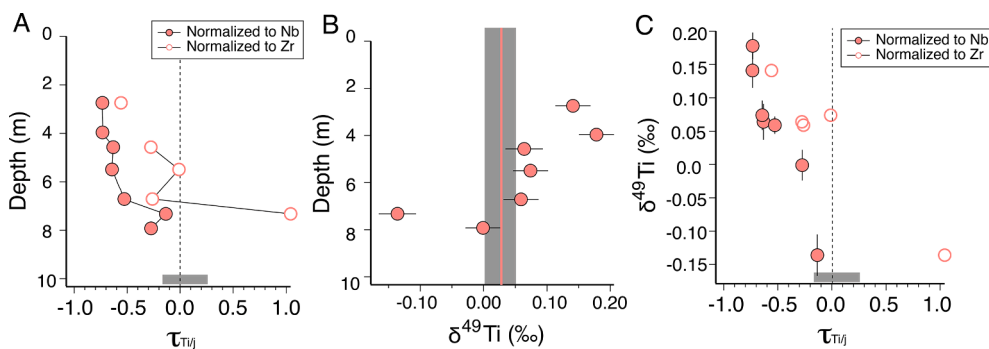 A
Normalized to Nb
Normalized to Zr
Depth (m)
0
2
4
6
8
10
-1.0
-0.5
0.0
0.5
1.0
τTi/j
B
Depth (m)
0
2
4
6
8
10
0.00
0.10
0.20
δ⁴⁹Ti (‰)
C
Normalized to Nb
Normalized to Zr
δ⁴⁹Ti (‰)
0.20
0.15
0.10
0.05
0.00
-0.05
-0.10
-0.15
-1.0
-0.5
0.0
0.5
1.0
τTi/j